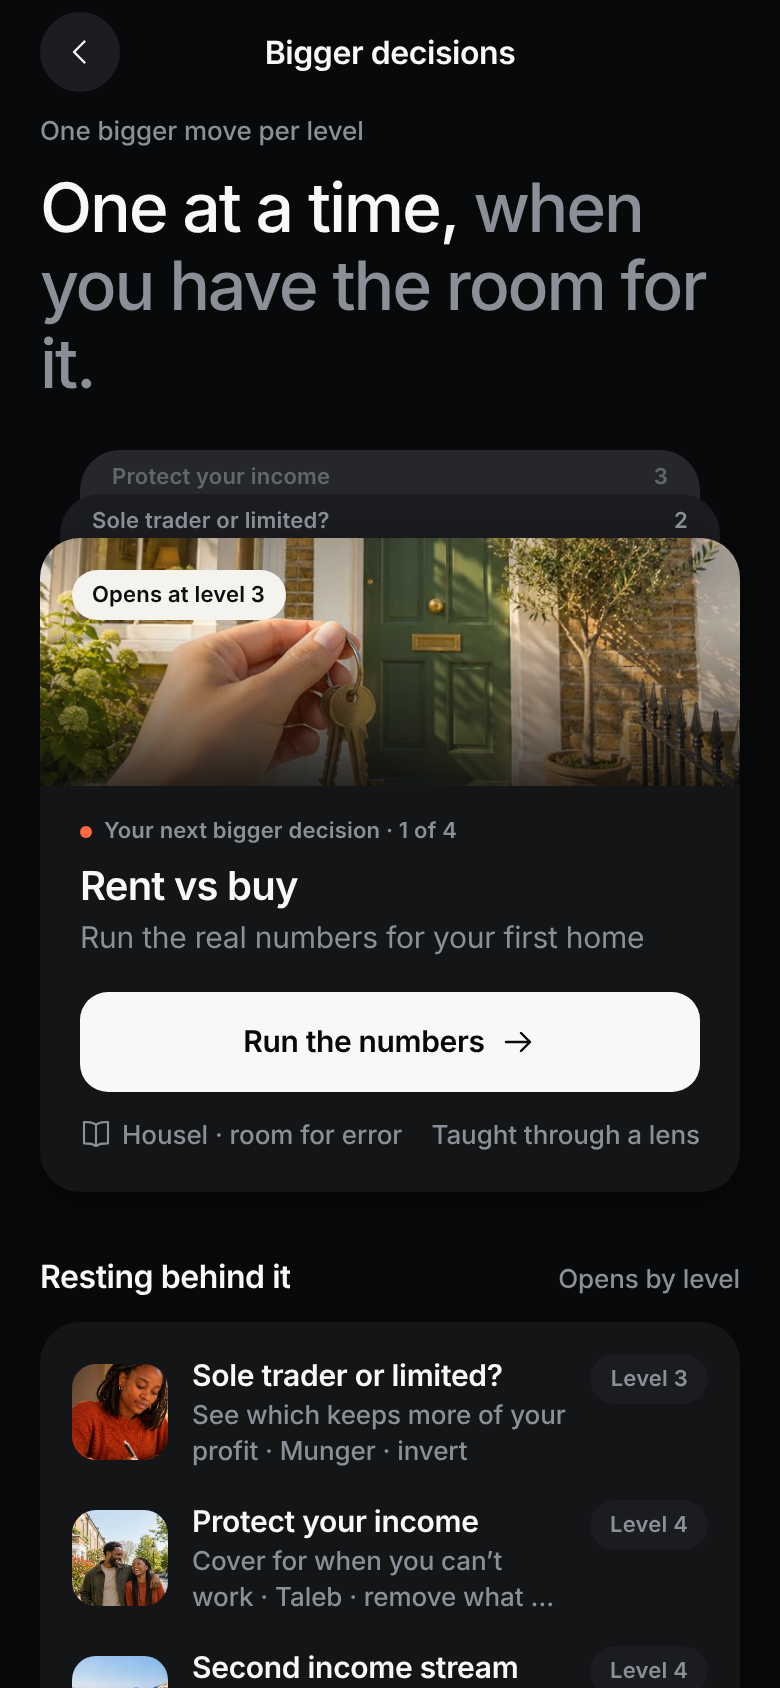 Bigger decisions
One bigger move per level
One at a time, when
you have the room for
it.
Protect your income 3
Sole trader or limited? 2
Opens at level 3
Your next bigger decision · 1 of 4
Rent vs buy
Run the real numbers for your first home
Run the numbers →
Housel · room for error Taught through a lens
Resting behind it Opens by level
Sole trader or limited? Level 3
See which keeps more of your
profit · Munger · invert
Protect your income Level 4
Cover for when you can’t
work · Taleb · remove what ...
Second income stream Level 4